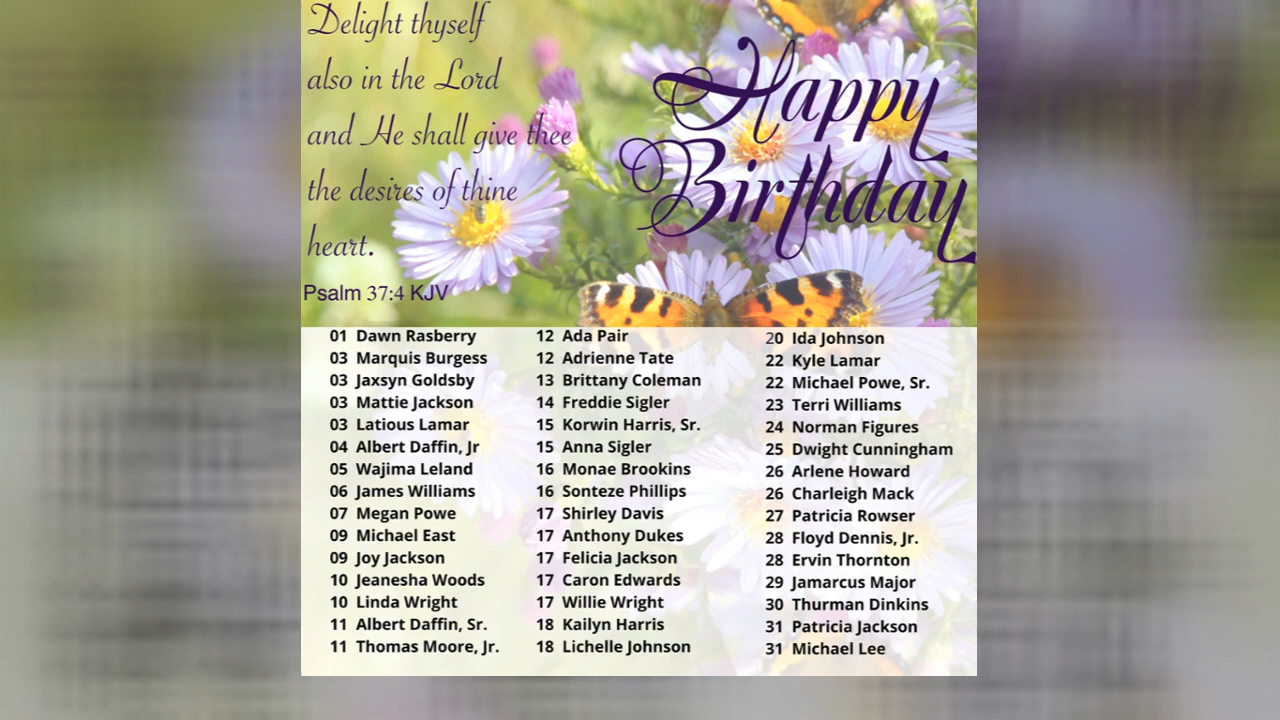 Delight thyself
also in the Lord
and He shall give thee
the desires of thine
heart.
Psalm 37:4 KJV
Happy
Birthday
01 Dawn Rasberry
03 Marquis Burgess
03 Jaxsyn Goldsby
03 Mattie Jackson
03 Latious Lamar
04 Albert Daffin, Jr
05 Wajima Leland
06 James Williams
07 Megan Powe
09 Michael East
09 Joy Jackson
10 Jeanesha Woods
10 Linda Wright
11 Albert Daffin, Sr.
11 Thomas Moore, Jr.
12 Ada Pair
12 Adrienne Tate
13 Brittany Coleman
14 Freddie Sigler
15 Korwin Harris, Sr.
15 Anna Sigler
16 Monae Brookins
16 Sonteze Phillips
17 Shirley Davis
17 Anthony Dukes
17 Felicia Jackson
17 Caron Edwards
17 Willie Wright
18 Kailyn Harris
18 Lichelle Johnson
20 Ida Johnson
22 Kyle Lamar
22 Michael Powe, Sr.
23 Terri Williams
24 Norman Figures
25 Dwight Cunningham
26 Arlene Howard
26 Charleigh Mack
27 Patricia Rowser
28 Floyd Dennis, Jr.
28 Ervin Thornton
29 Jamarcus Major
30 Thurman Dinkins
31 Patricia Jackson
31 Michael Lee